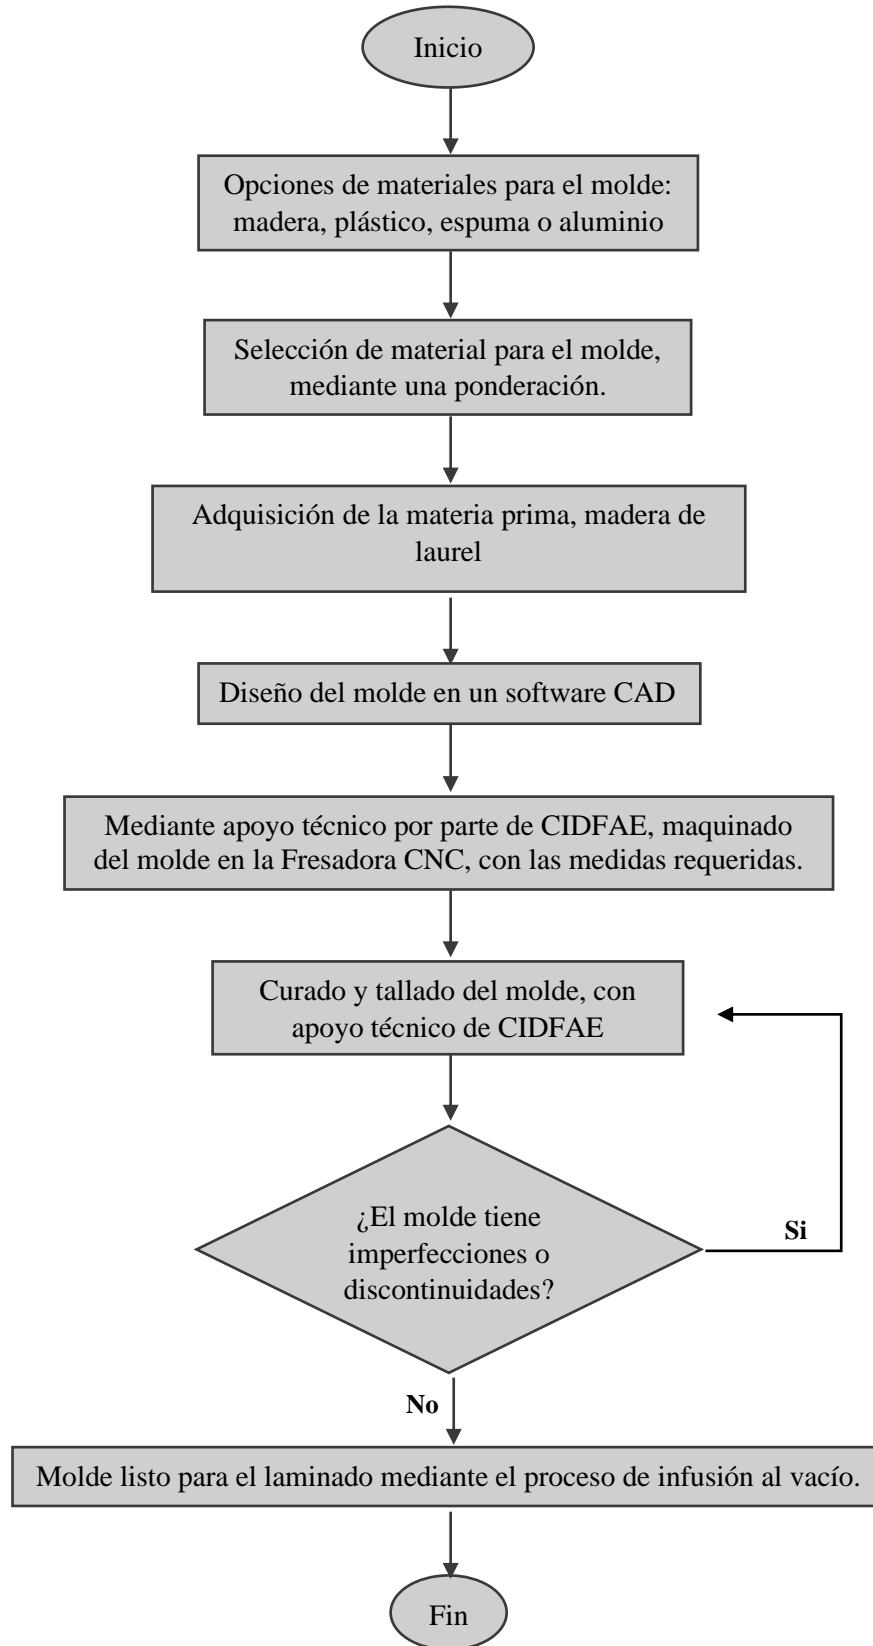 Inicio
Opciones de materiales para el molde:
madera, plástico, espuma o aluminio
Selección de material para el molde,
mediante una ponderación.
Adquisición de la materia prima, madera de
laurel
Diseño del molde en un software CAD
Mediante apoyo técnico por parte de CIDFAE, maquinado
del molde en la Fresadora CNC, con las medidas requeridas.
Curado y tallado del molde, con
apoyo técnico de CIDFAE
¿El molde tiene
imperfecciones o
discontinuidades?
Si
No
Molde listo para el laminado mediante el proceso de infusión al vacío.
Fin